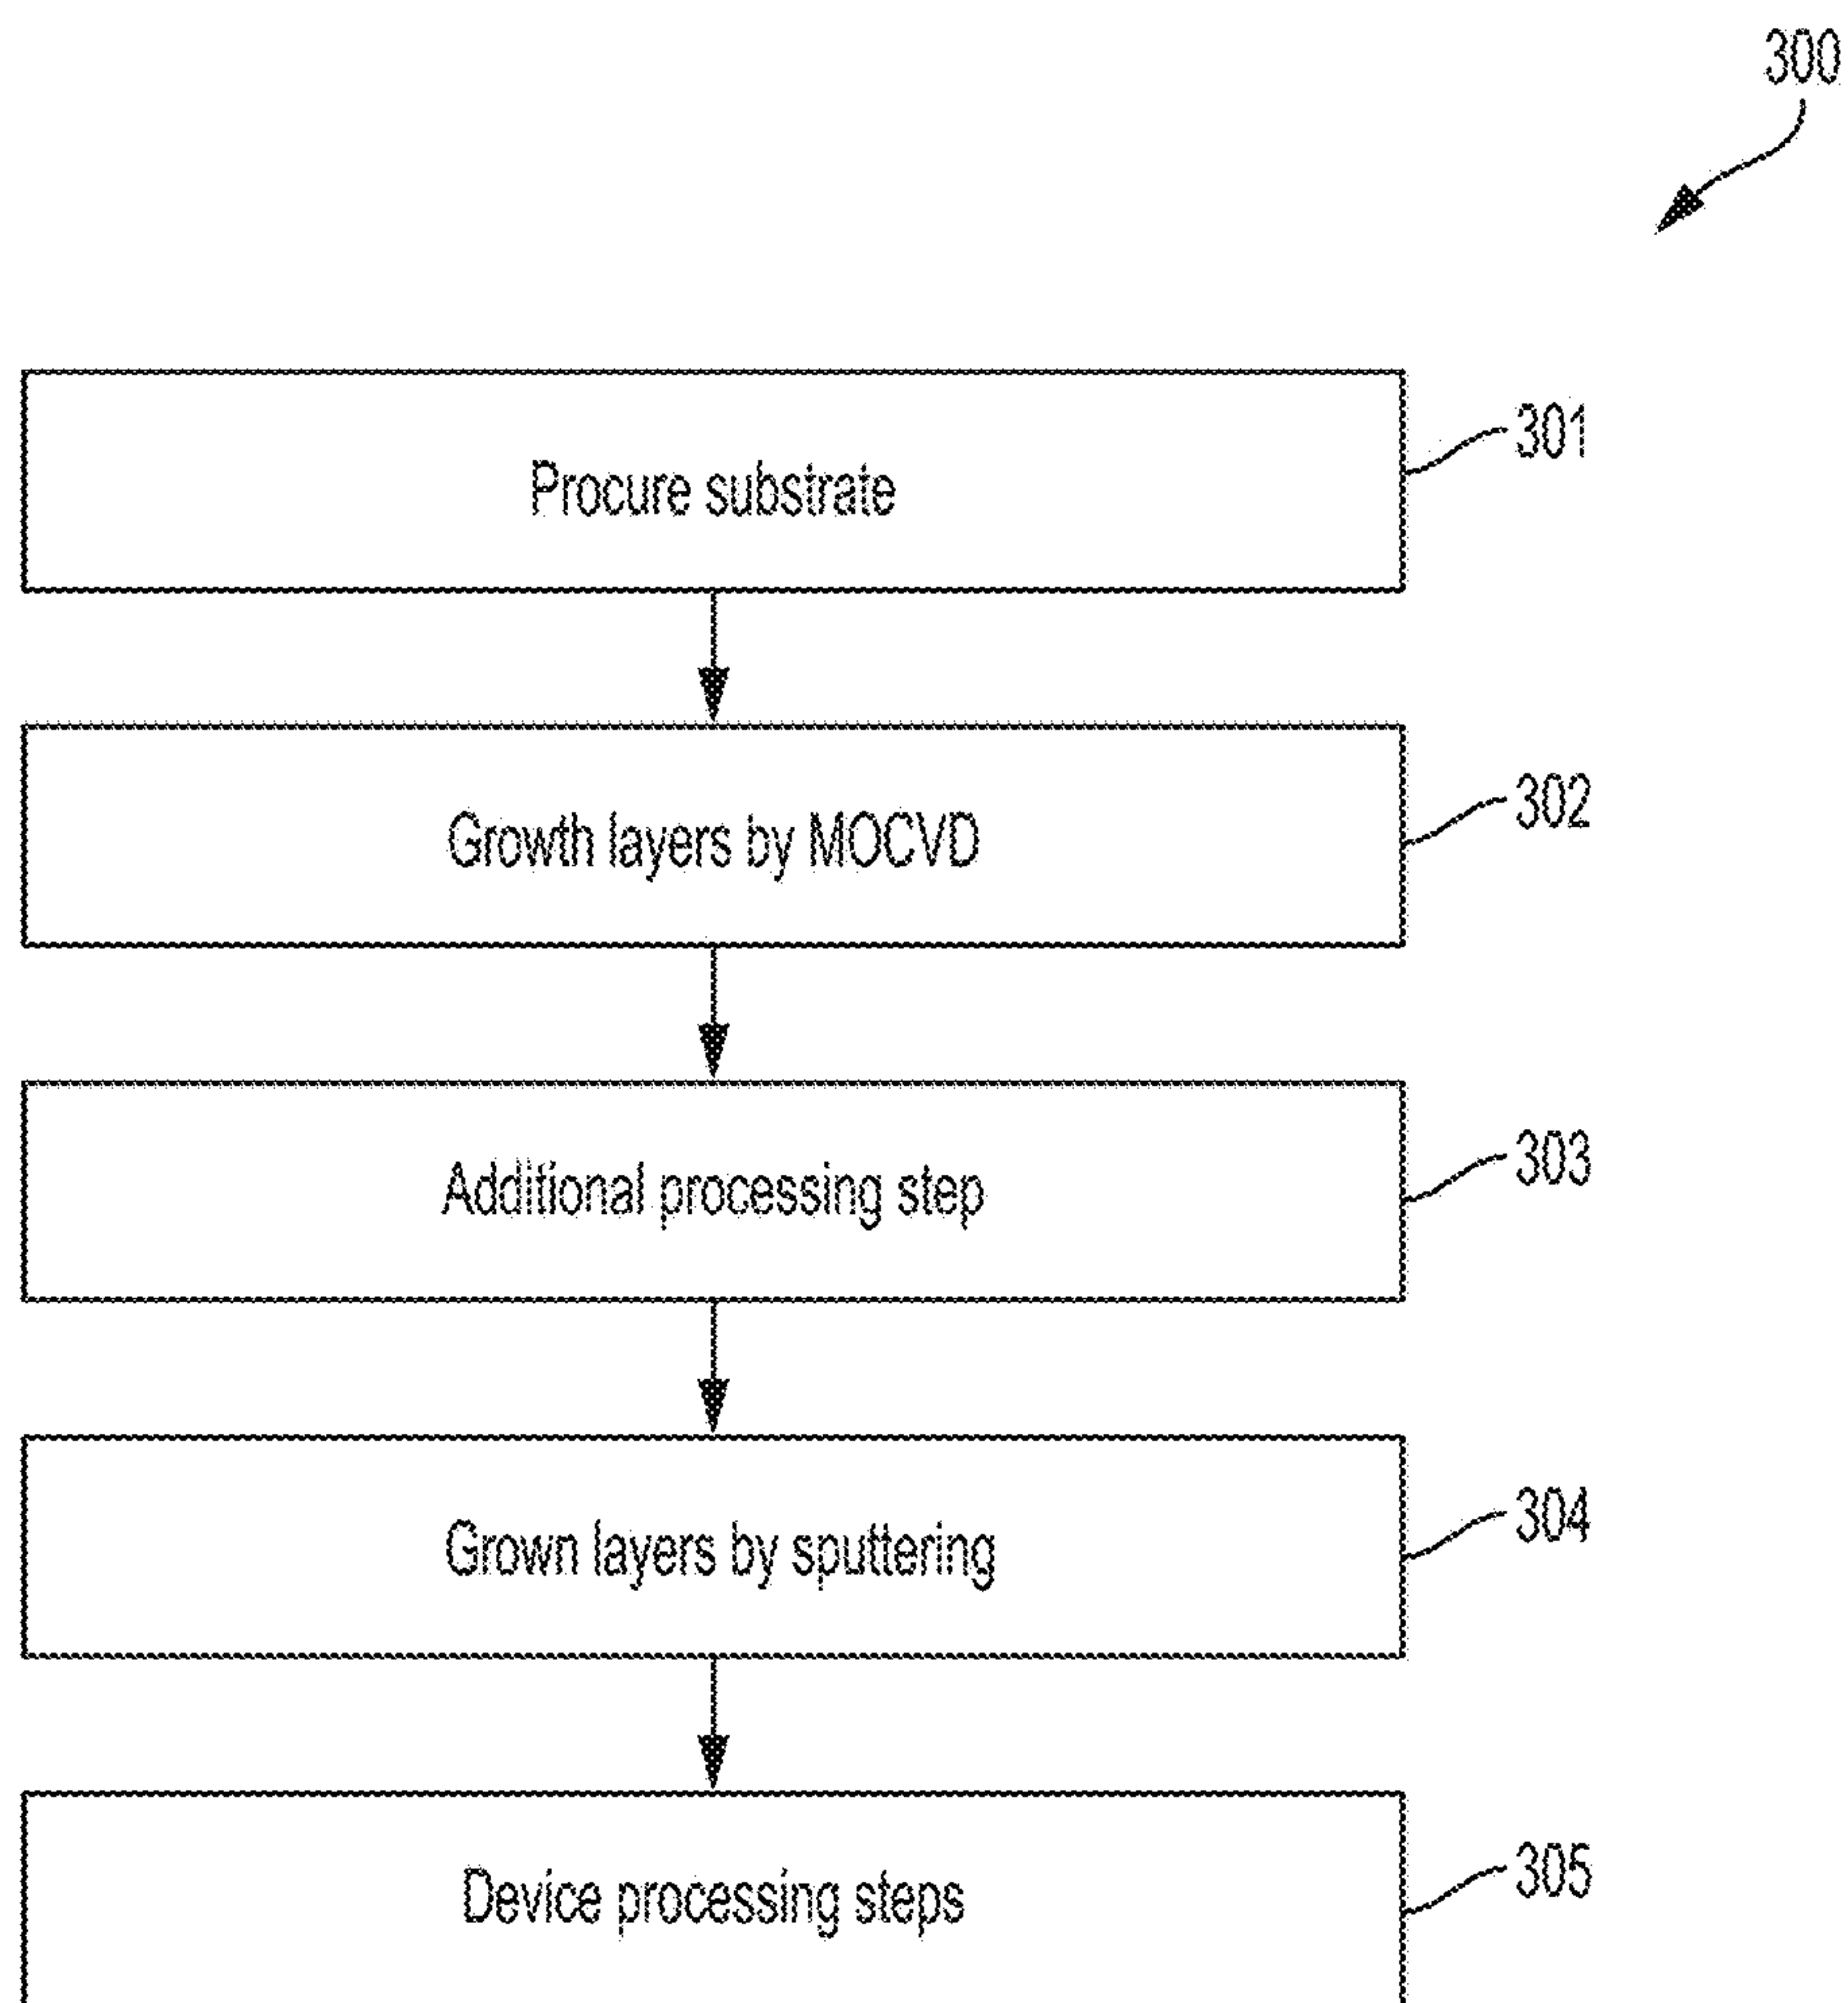 300
Procure substrate
301
Growth layers by MOCVD
302
Additional processing step
303
Grown layers by sputtering
304
Device processing steps
305